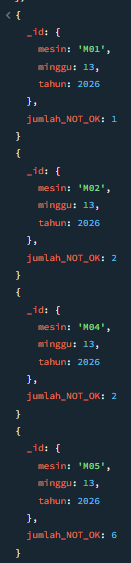 < {
_id: {
mesin: 'M01',
minggu: 13,
tahun: 2026
},
jumlah_NOT_OK: 1
}
{
_id: {
mesin: 'M02',
minggu: 13,
tahun: 2026
},
jumlah_NOT_OK: 2
}
{
_id: {
mesin: 'M04',
minggu: 13,
tahun: 2026
},
jumlah_NOT_OK: 2
}
{
_id: {
mesin: 'M05',
minggu: 13,
tahun: 2026
},
jumlah_NOT_OK: 6
}